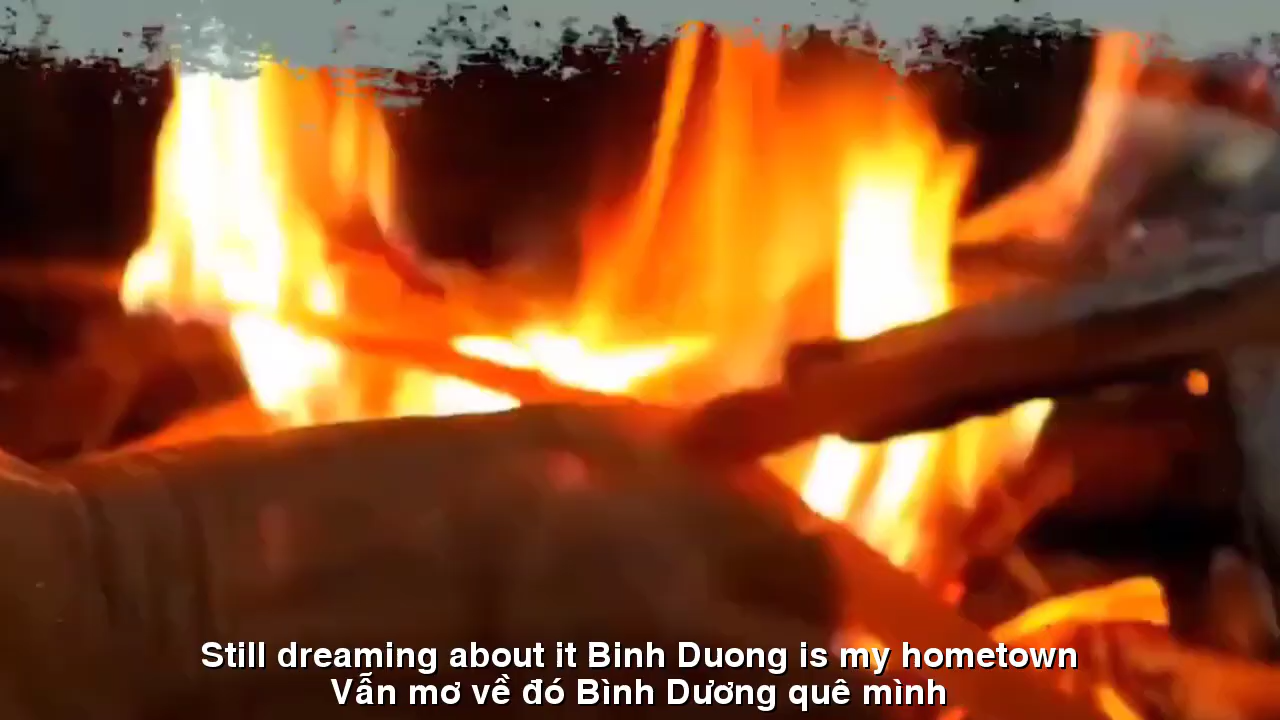 Still dreaming about it Binh Duong is my hometown
Vẫn mơ về đó Bình Dương quê mình